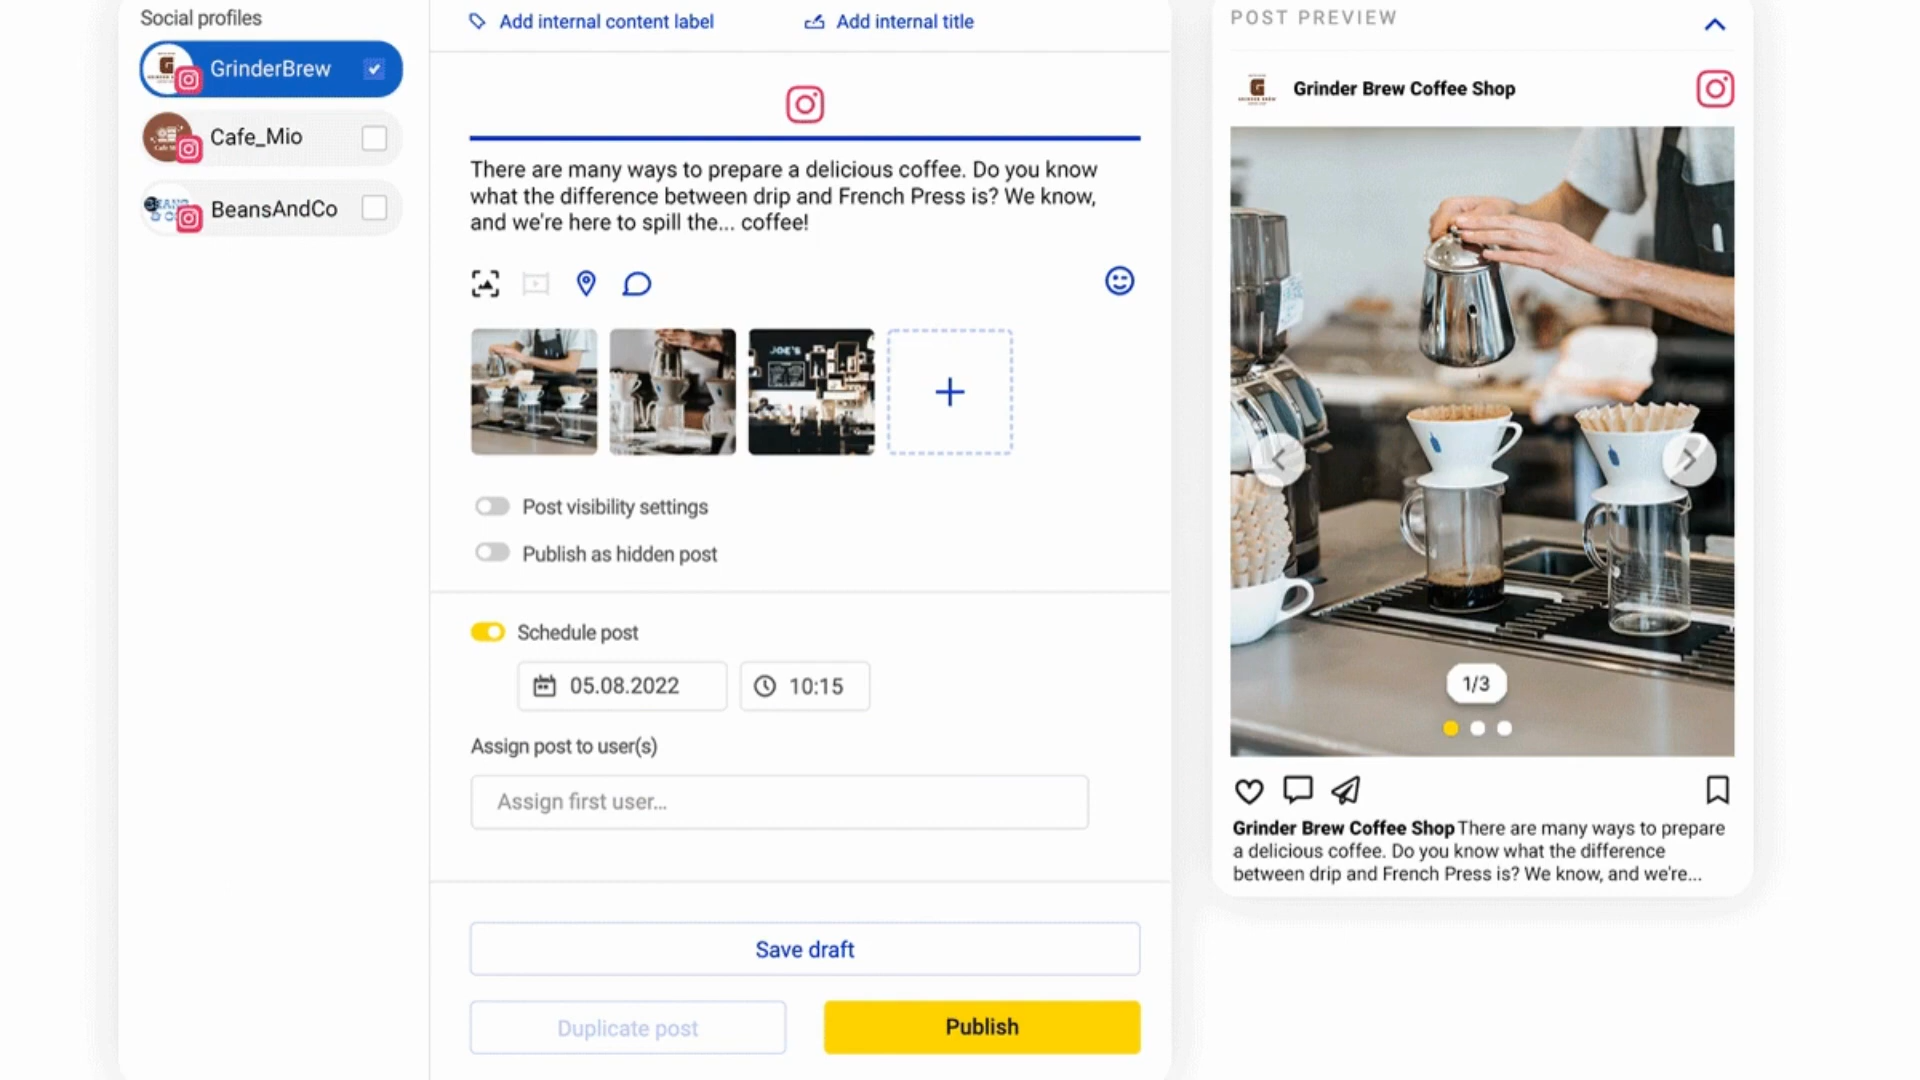 Social profiles
GrinderBrew
Cafe_Mio
BeansAndCo
Add internal content label
Add internal title
There are many ways to prepare a delicious coffee. Do you know
what the difference between drip and French Press is? We know,
and we're here to spill the... coffee!
JOE'S
Post visibility settings
Publish as hidden post
Schedule post
05.08.2022
10:15
Assign post to user(s)
Assign first user...
Save draft
Duplicate post
Publish
POST PREVIEW
Grinder Brew Coffee Shop
1/3
Grinder Brew Coffee Shop There are many ways to prepare
a delicious coffee. Do you know what the difference
between drip and French Press is? We know, and we're...